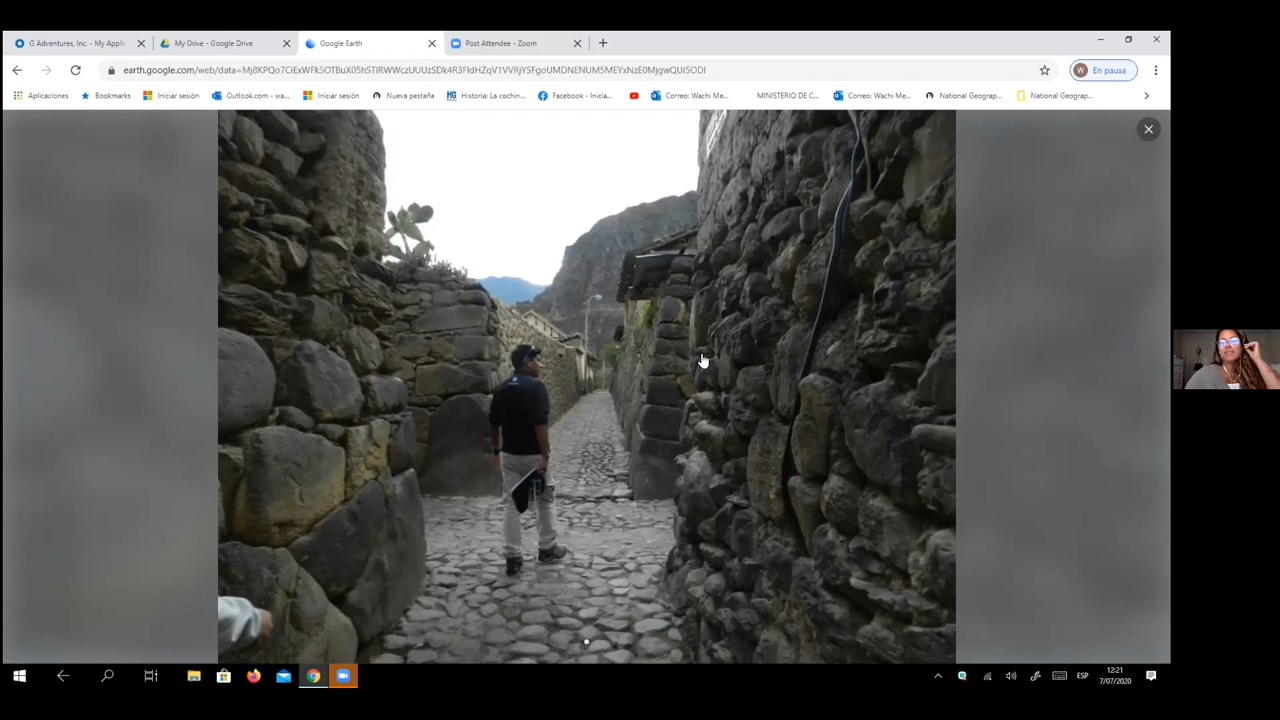 G Adventures, Inc. - My Applic
My Drive - Google Drive
Google Earth
Post Attendee - Zoom
earth.google.com/web/data=Mj8KPQo7CiExWFk5OTBuX05hSTlRWWczUUUzSDk4R3FIdHZqV1VVRjYSFgoUMDNENUM5MEYxNzE0MjgwQUI5ODI
W
En pausa
Aplicaciones
Bookmarks
Iniciar sesión
Outlook.com - wa...
Iniciar sesión
Nueva pestaña
HG
Historia: La cochin...
Facebook - Inicia...
Correo: Wachi Me...
MINISTERIO DE C...
Correo: Wachi Me...
National Geograp...
National Geograp...
ESP
12:21
7/07/2020